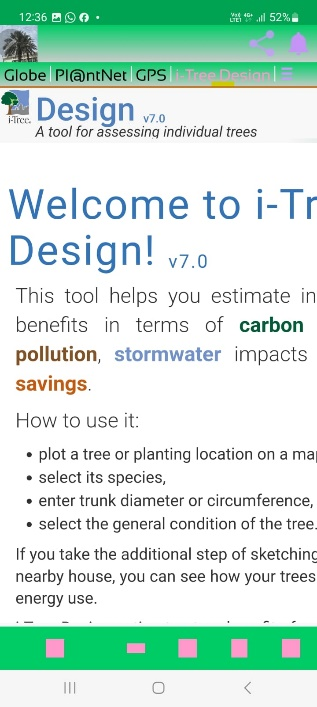 12:36
Vo) 4G+
LTE1
52%
Globe | Pl@ntNet | GPS | i-Tree Design |
i-Tree.
Design v7.0
A tool for assessing individual trees
Welcome to i-Tr
Design! v7.0
This tool helps you estimate in
benefits in terms of carbon
pollution, stormwater impacts
savings.
How to use it:
• plot a tree or planting location on a map
• select its species,
• enter trunk diameter or circumference,
• select the general condition of the tree.
If you take the additional step of sketching
nearby house, you can see how your trees
energy use.